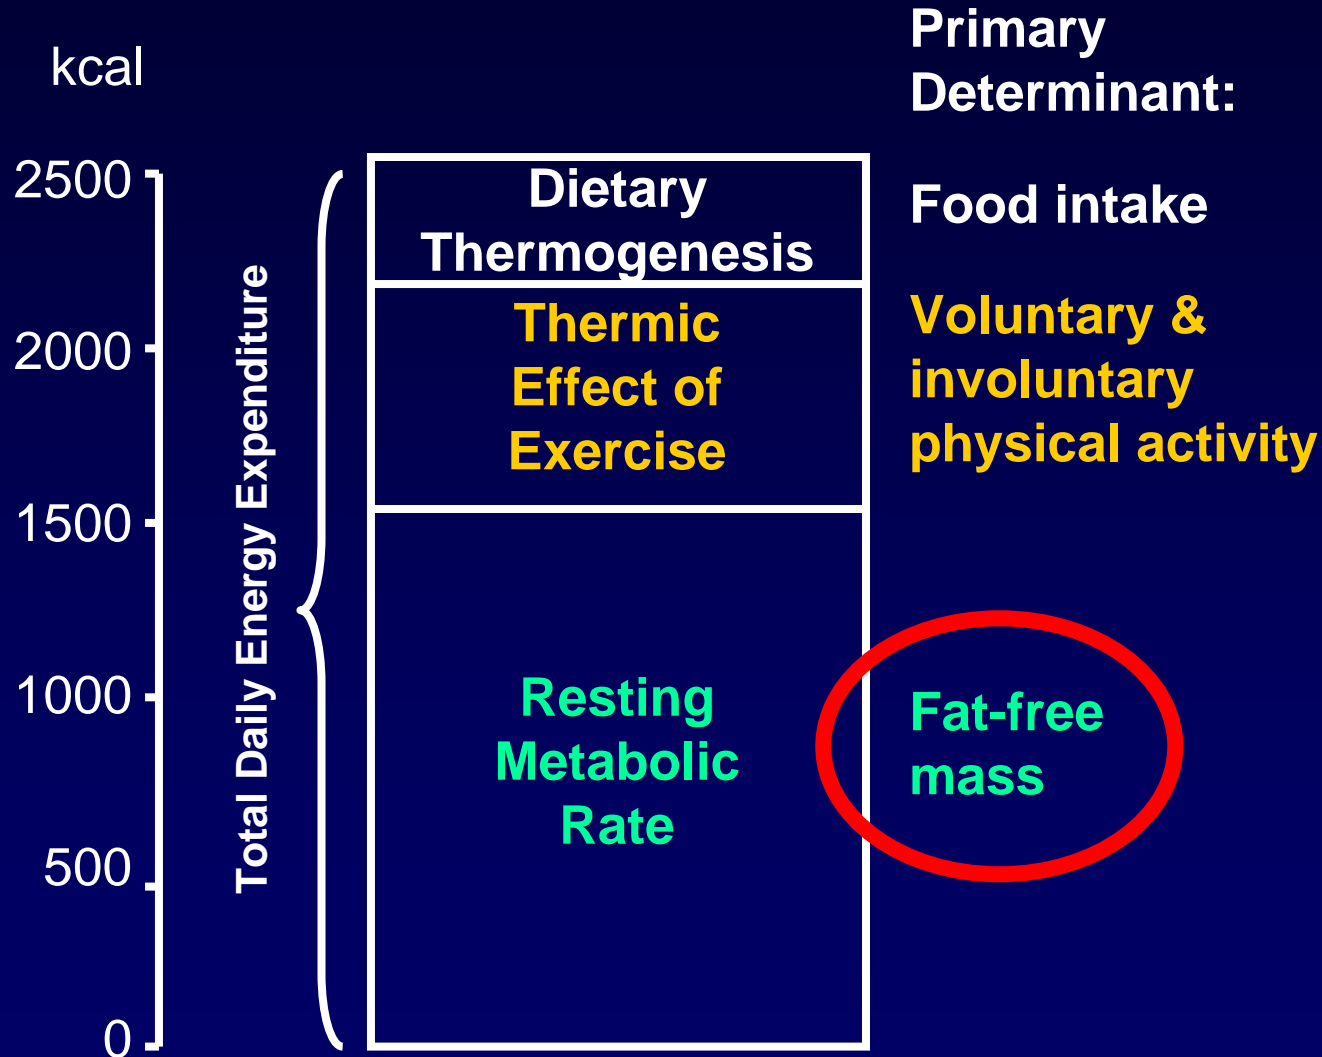 Primary
Determinant:
kcal
2500
2000
1500
1000
500
0
Total Daily Energy Expenditure
Dietary
Thermogenesis
Food intake
Thermic
Effect of
Exercise
Voluntary &
involuntary
physical activity
Resting
Metabolic
Rate
Fat-free
mass